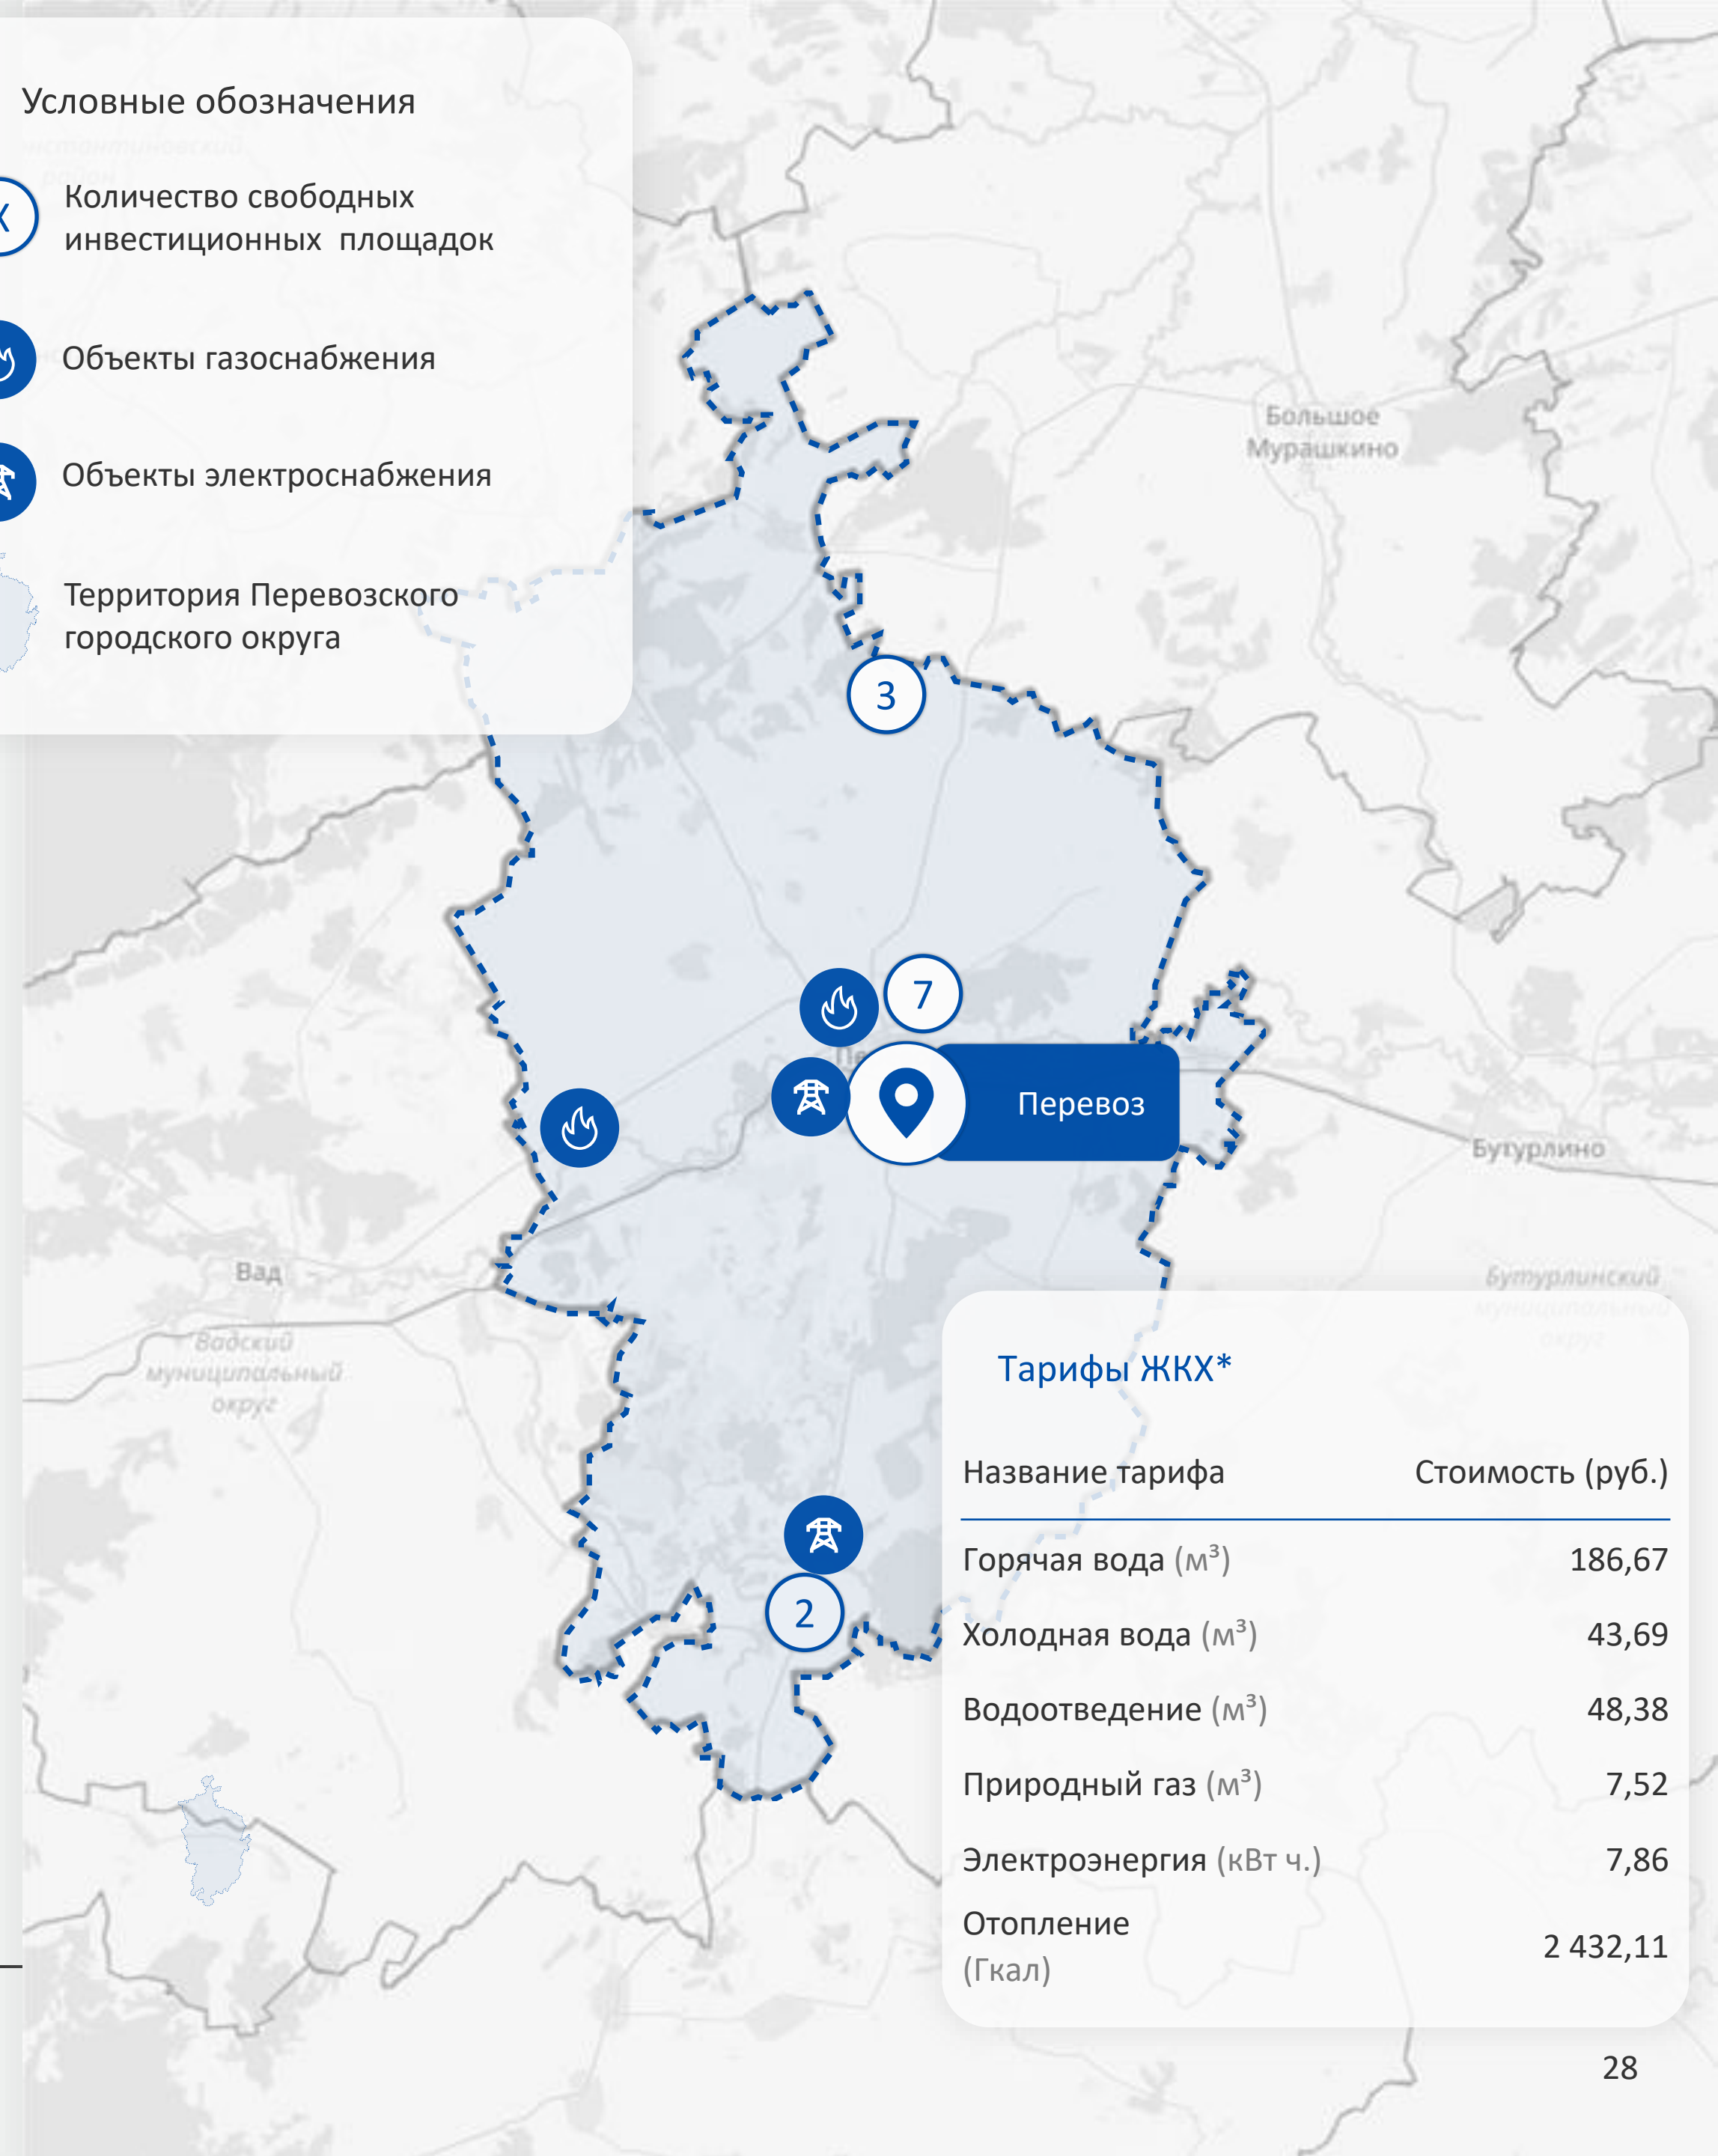 Условные обозначения
Количество свободных
инвестиционных площадок
Объекты газоснабжения
Объекты электроснабжения
Территория Перевозского
городского округа
Большое
Мурашкино
3
7
Перевоз
Бутурлино
Вад
Вадский
муниципальный
округ
Бутурлинский
муниципальный
округ
2
Тарифы ЖКХ*
Название тарифа Стоимость (руб.)
Горячая вода (м³) 186,67
Холодная вода (м³) 43,69
Водоотведение (м³) 48,38
Природный газ (м³) 7,52
Электроэнергия (кВт ч.) 7,86
Отопление
(Гкал) 2 432,11
28